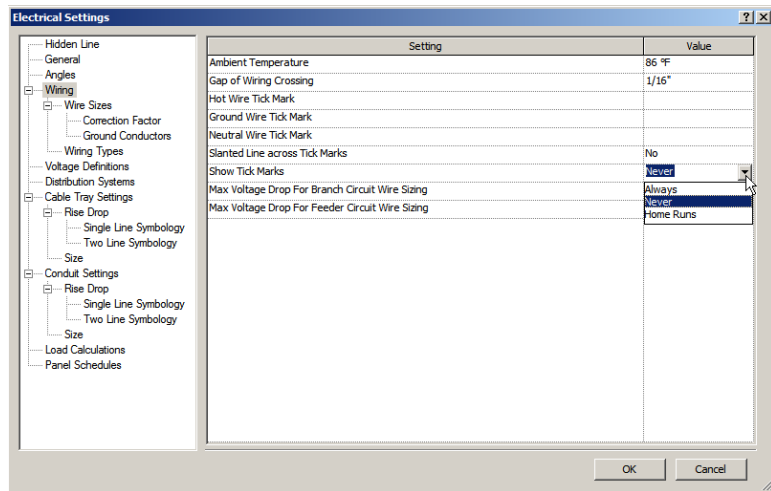 Electrical Settings
Hidden Line
General
Angles
Wiring
Wire Sizes
Correction Factor
Ground Conductors
Wiring Types
Voltage Definitions
Distribution Systems
Cable Tray Settings
Rise Drop
Single Line Symbology
Two Line Symbology
Size
Conduit Settings
Rise Drop
Single Line Symbology
Two Line Symbology
Size
Load Calculations
Panel Schedules
Setting Value
Ambient Temperature 86 °F
Gap of Wiring Crossing 1/16"
Hot Wire Tick Mark
Ground Wire Tick Mark
Neutral Wire Tick Mark
Slanted Line across Tick Marks No
Show Tick Marks Never
Max Voltage Drop For Branch Circuit Wire Sizing
Max Voltage Drop For Feeder Circuit Wire Sizing
Always
Never
Home Runs
OK Cancel